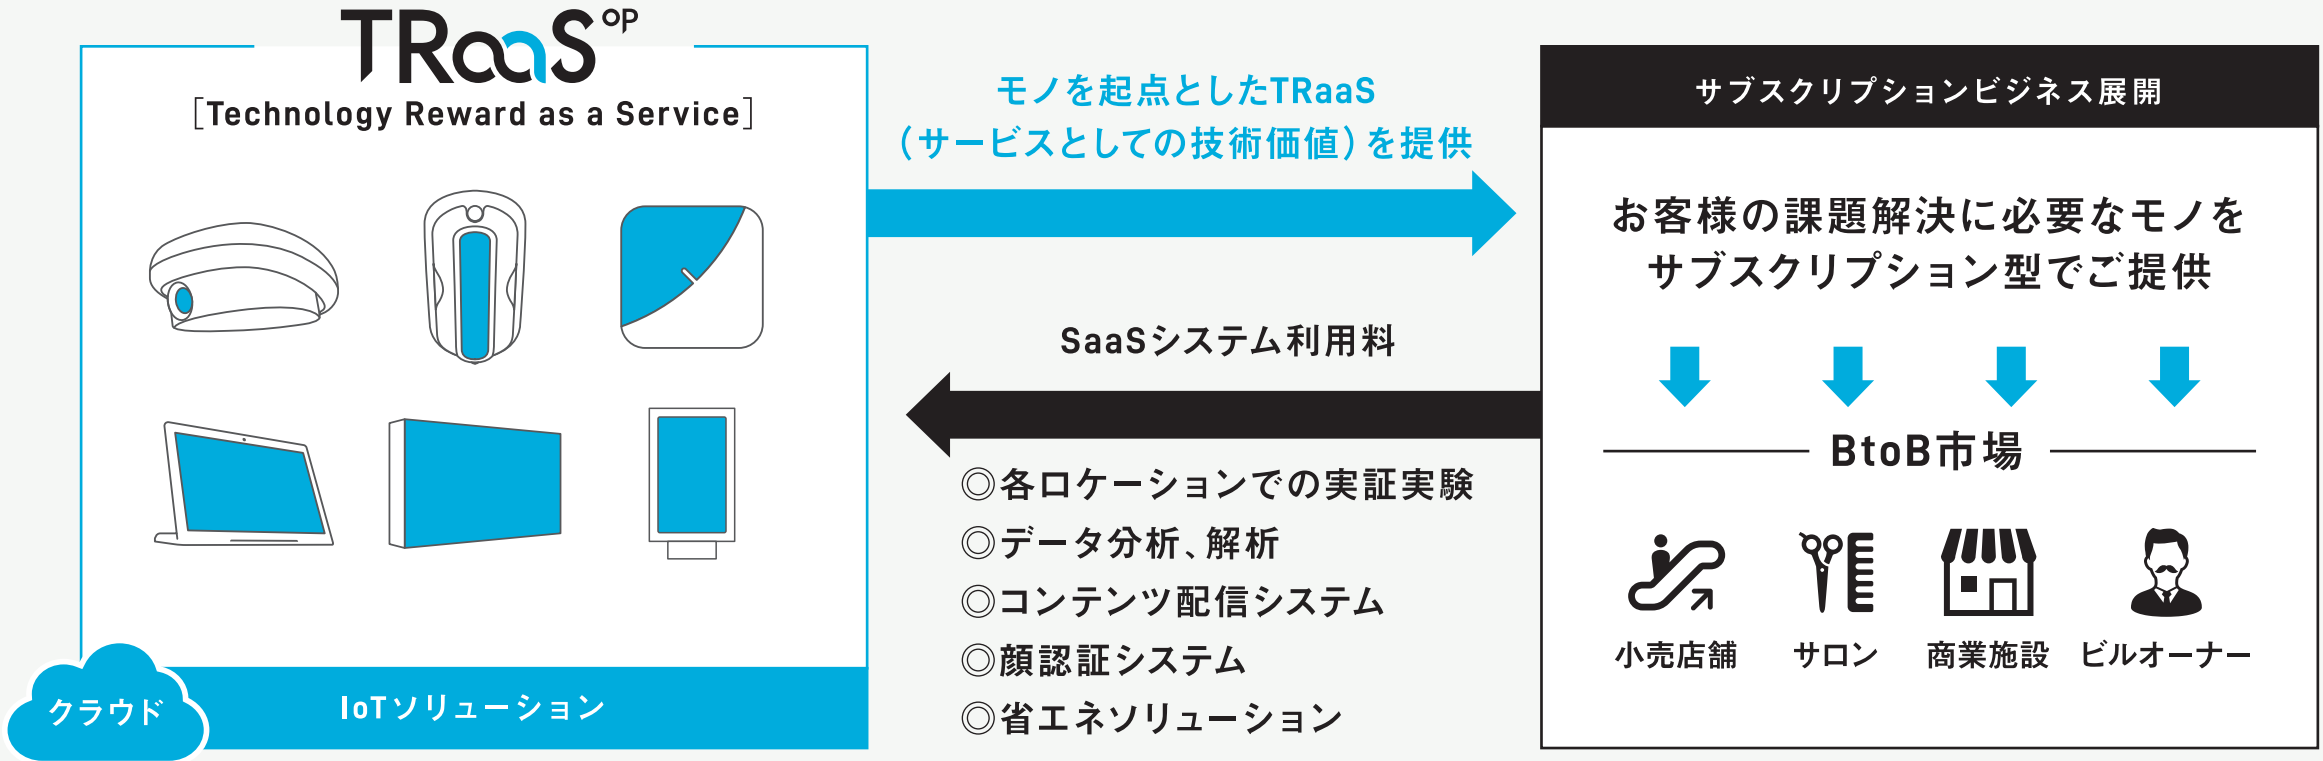 TRaaS OP
[Technology Reward as a Service]
クラウド
IoTソリューション
モノを起点としたTRaaS
（サービスとしての技術価値）を提供
SaaSシステム利用料
◎各ロケーションでの実証実験
◎データ分析、解析
◎コンテンツ配信システム
◎顔認証システム
◎省エネソリューション
サブスクリプションビジネス展開
お客様の課題解決に必要なモノを
サブスクリプション型でご提供
BtoB市場
小売店舗
サロン
商業施設
ビルオーナー